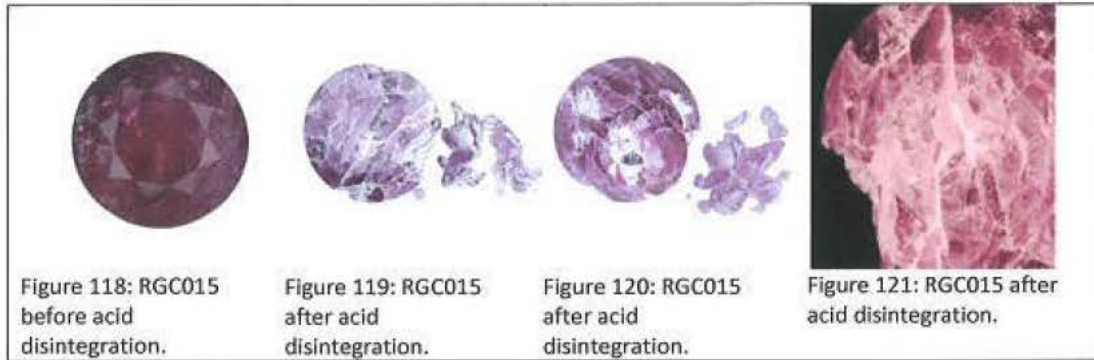 Figure 118: RGC015
before acid
disintegration.
Figure 119: RGC015
after acid
disintegration.
Figure 120: RGC015
after acid
disintegration.
Figure 121: RGC015 after
acid disintegration.